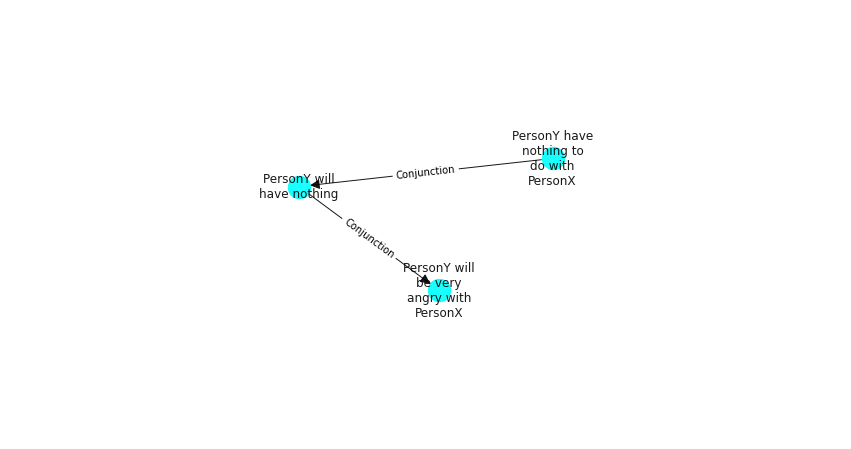 PersonY have
nothing to
do with
PersonX
Conjunction
PersonY will
have nothing
Conjunction
PersonY will
be very
angry with
PersonX